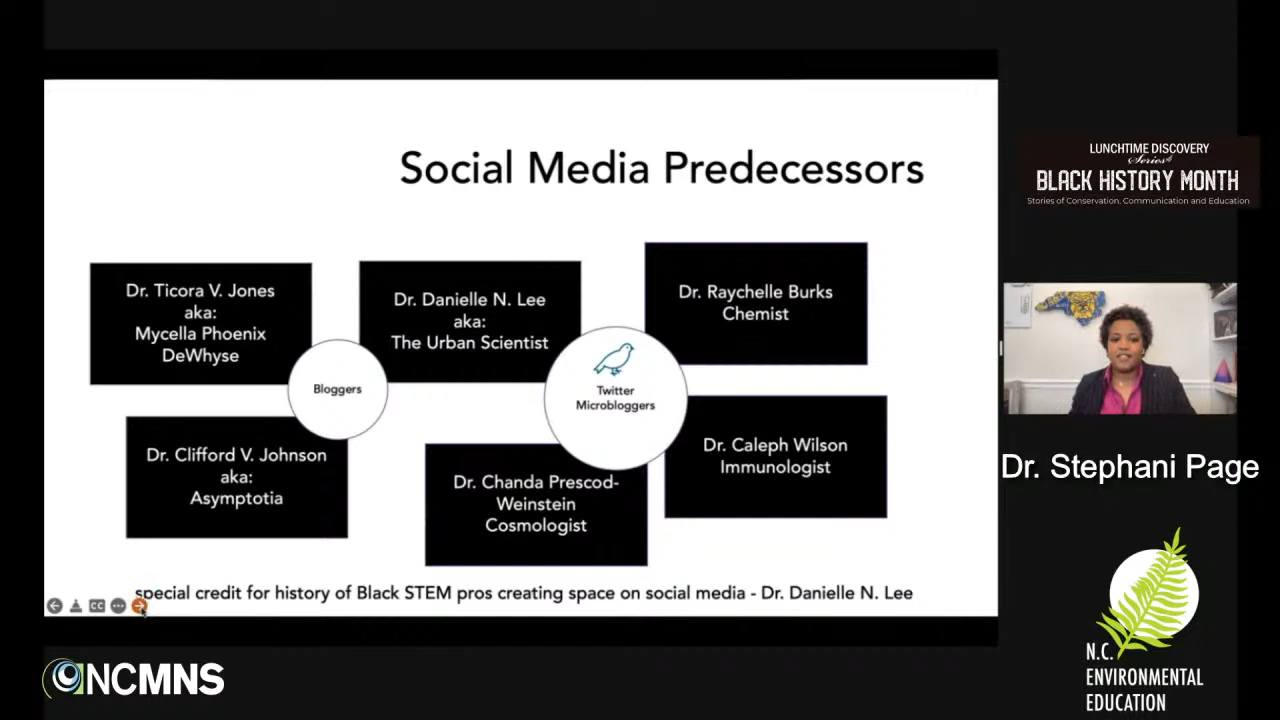 Social Media Predecessors
Dr. Ticora V. Jones
aka:
Mycella Phoenix
DeWhyse
Dr. Danielle N. Lee
aka:
The Urban Scientist
Dr. Raychelle Burks
Chemist
Bloggers
Twitter
Microbloggers
Dr. Clifford V. Johnson
aka:
Asymptotia
Dr. Chanda Prescod-
Weinstein
Cosmologist
Dr. Caleph Wilson
Immunologist
special credit for history of Black STEM pros creating space on social media - Dr. Danielle N. Lee
CC
LUNCHTIME DISCOVERY
Series
BLACK HISTORY MONTH
Stories of Conservation, Communication and Education
Dr. Stephani Page
NCMNS
N.C.
ENVIRONMENTAL
EDUCATION